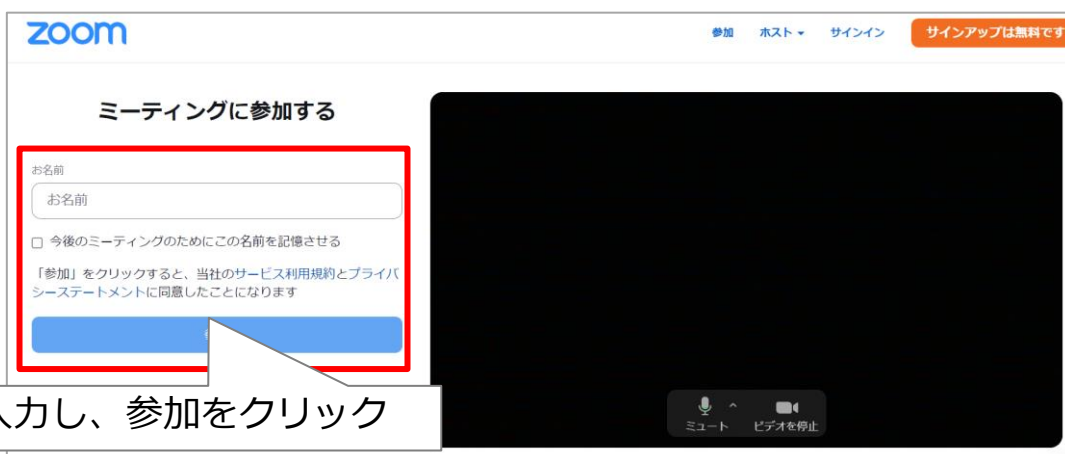 zoom
参加 ホスト サインイン サインアップは無料です
ミーティングに参加する
お名前
お名前
今後のミーティングのためにこの名前を記憶させる
「参加」をクリックすると、当社のサービス利用規約とプライバ
シーステートメントに同意したことになります
入力し、参加をクリック
ミュート ビデオを停止